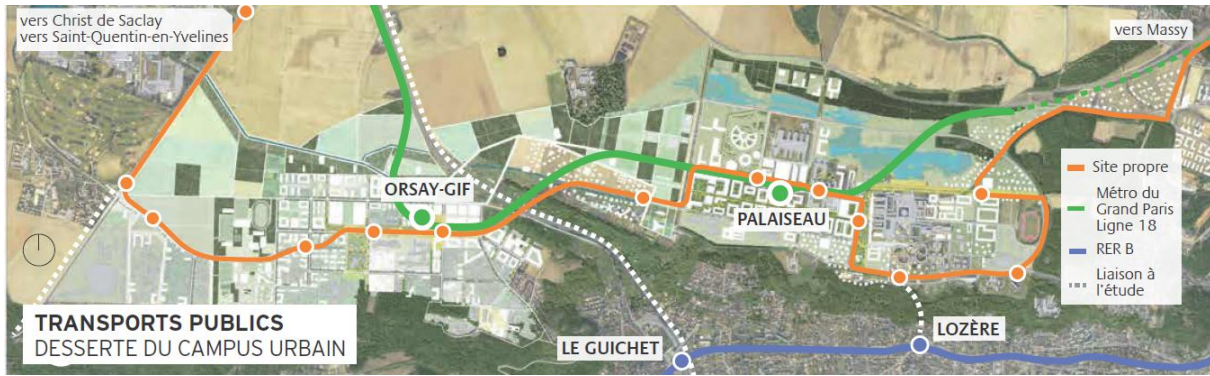 vers Christ de Saclay
vers Saint-Quentin-en-Yvelines
vers Massy
ORSAY-GIF
PALAISEAU
Site propre
Métro du
Grand Paris
Ligne 18
RER B
Liaison à
l'étude
TRANSPORTS PUBLICS
DESSERTE DU CAMPUS URBAIN
LE GUICHET
LOZÈRE